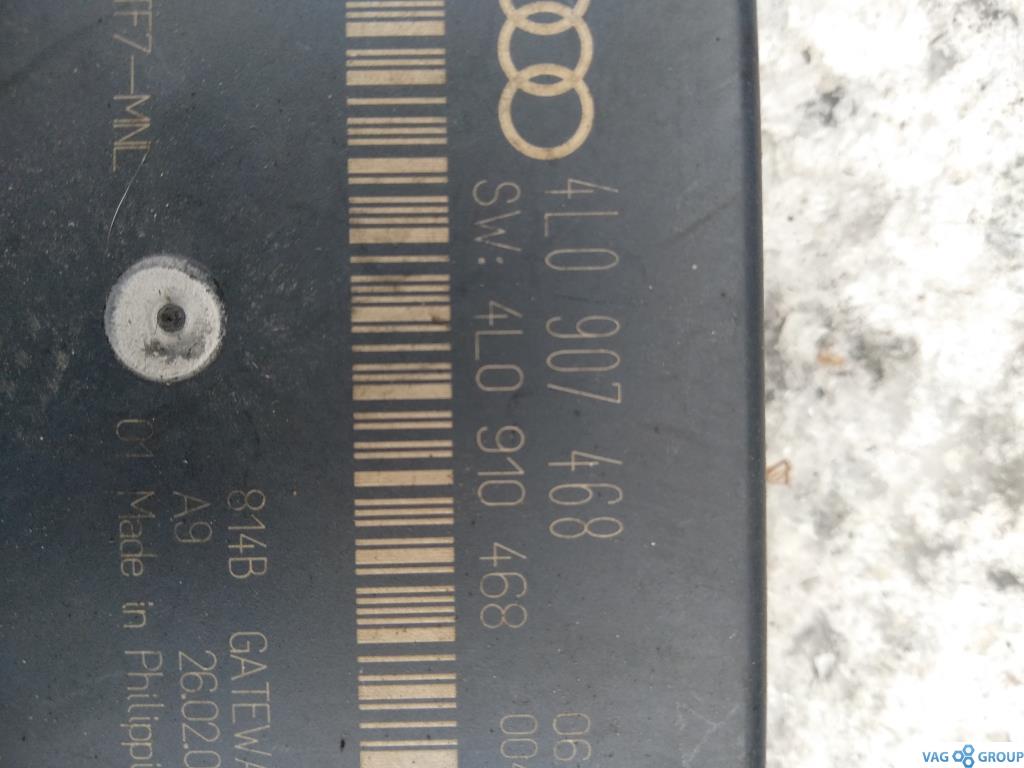 4L0 907 468 06
SW: 4L0 910 468 00
814B GATEWA
A9 26.02.0
01 Made in Philippi
TF7-MNL
VAG GROUP